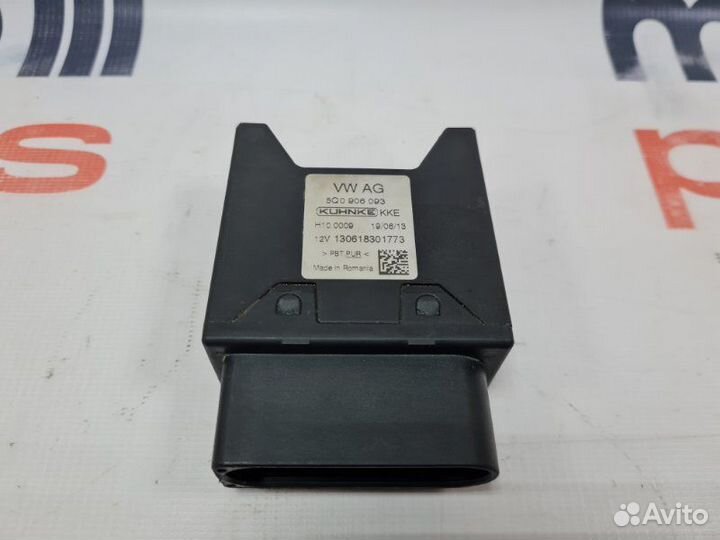 VW AG
5Q0 906 093
KUHNKE KKE
H10.0009 19/06/13
12V 130618301773
> PBT PUR <
Made in Romania
Avito